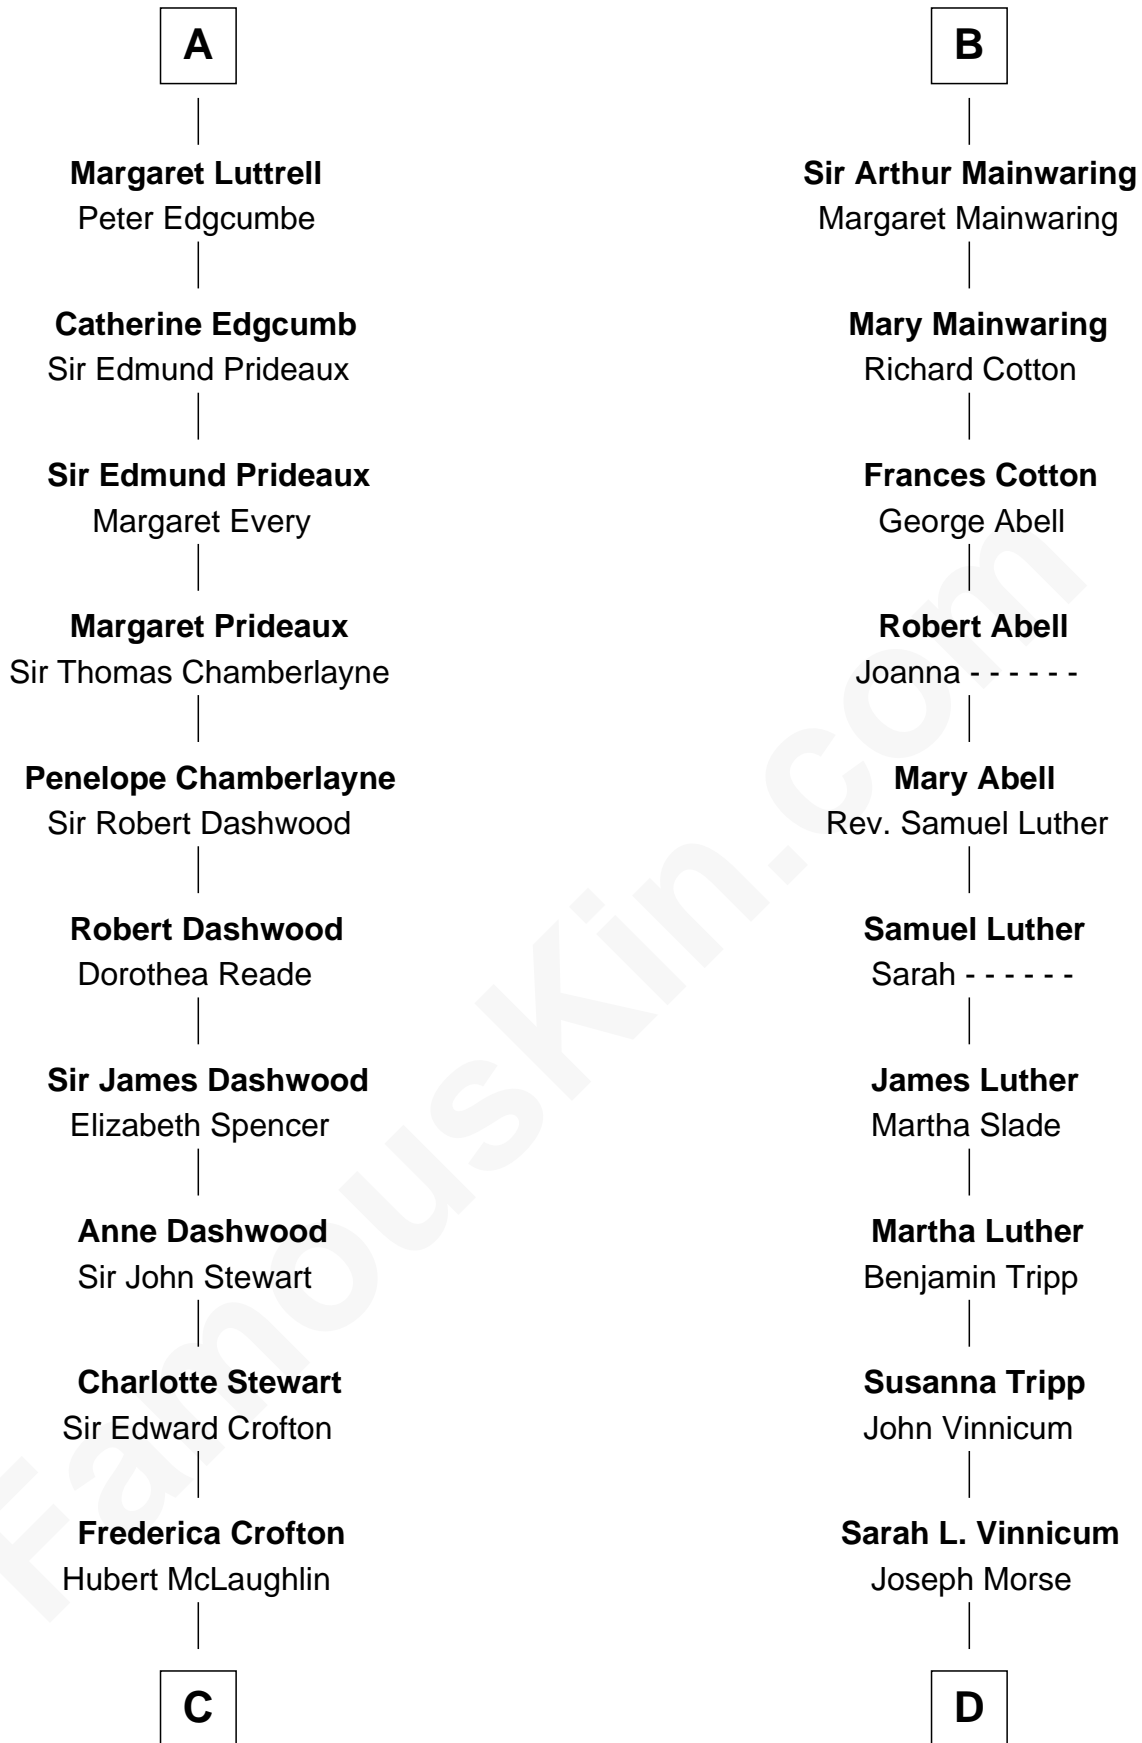 A
Margaret Luttrell
Peter Edgcumbe
Catherine Edgcumb
Sir Edmund Prideaux
Sir Edmund Prideaux
Margaret Every
Margaret Prideaux
Sir Thomas Chamberlayne
Penelope Chamberlayne
Sir Robert Dashwood
Robert Dashwood
Dorothea Reade
Sir James Dashwood
Elizabeth Spencer
Anne Dashwood
Sir John Stewart
Charlotte Stewart
Sir Edward Crofton
Frederica Crofton
Hubert McLaughlin
C
B
Sir Arthur Mainwaring
Margaret Mainwaring
Mary Mainwaring
Richard Cotton
Frances Cotton
George Abell
Robert Abell
Joanna - - - - - -
Mary Abell
Rev. Samuel Luther
Samuel Luther
Sarah - - - - - -
James Luther
Martha Slade
Martha Luther
Benjamin Tripp
Susanna Tripp
John Vinnicum
Sarah L. Vinnicum
Joseph Morse
D
FamousKin.com